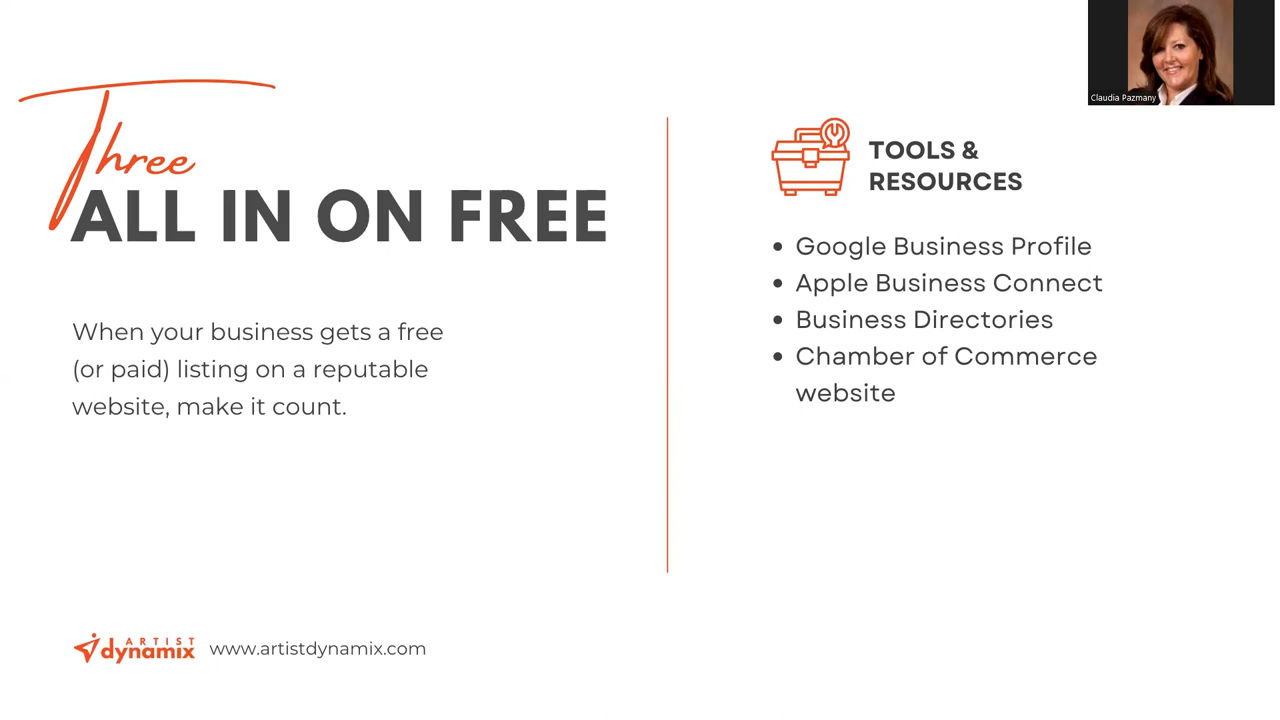 Claudia Pazmany
Three
ALL IN ON FREE
When your business gets a free
(or paid) listing on a reputable
website, make it count.
TOOLS &
RESOURCES
• Google Business Profile
• Apple Business Connect
• Business Directories
• Chamber of Commerce
website
ARTIST
dynamix
www.artistdynamix.com